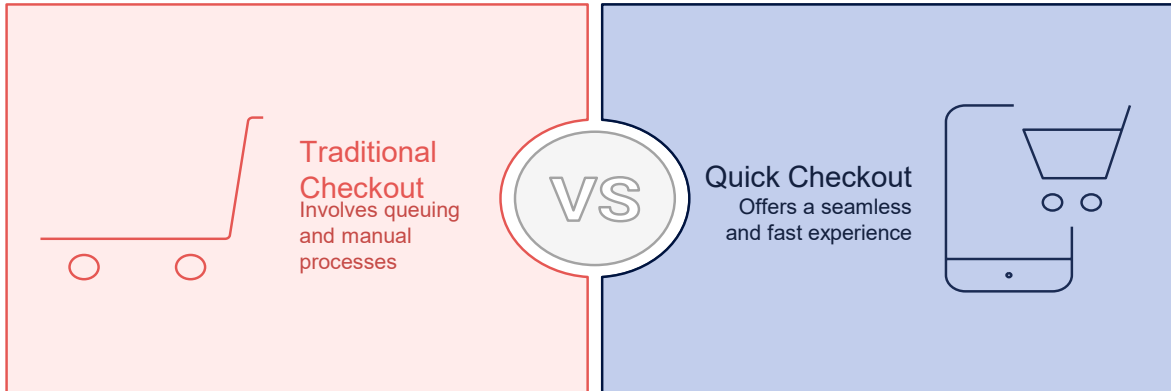 Traditional
Checkout
Involves queuing
and manual
processes
VS
Quick Checkout
Offers a seamless
and fast experience